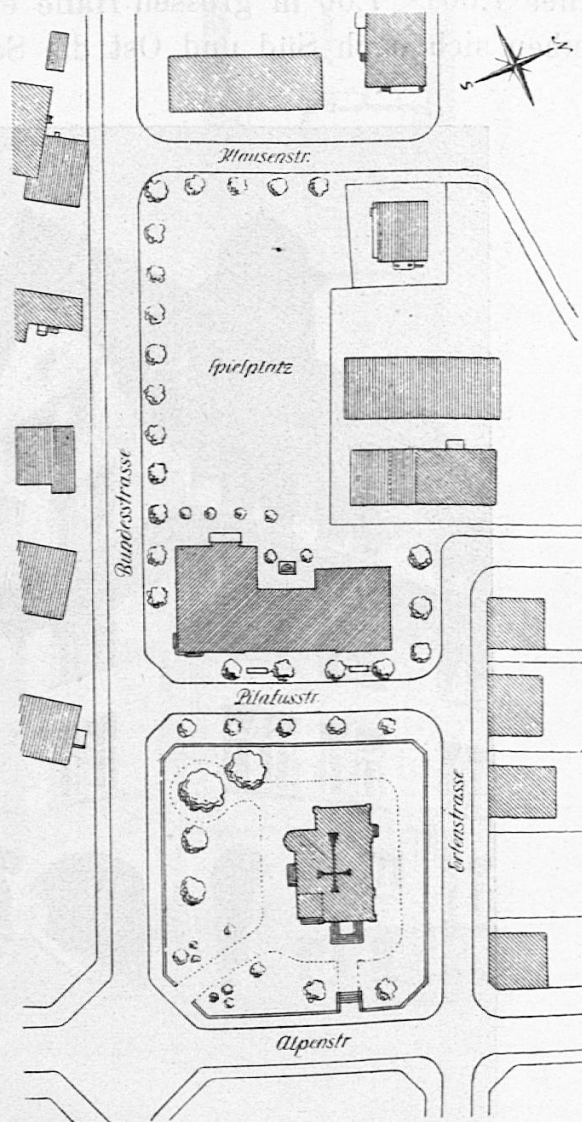 S N
Klausenstr.
Spielplatz
Bundesstrasse
Pilatusstr.
Erlenstrasse
Alpenstr